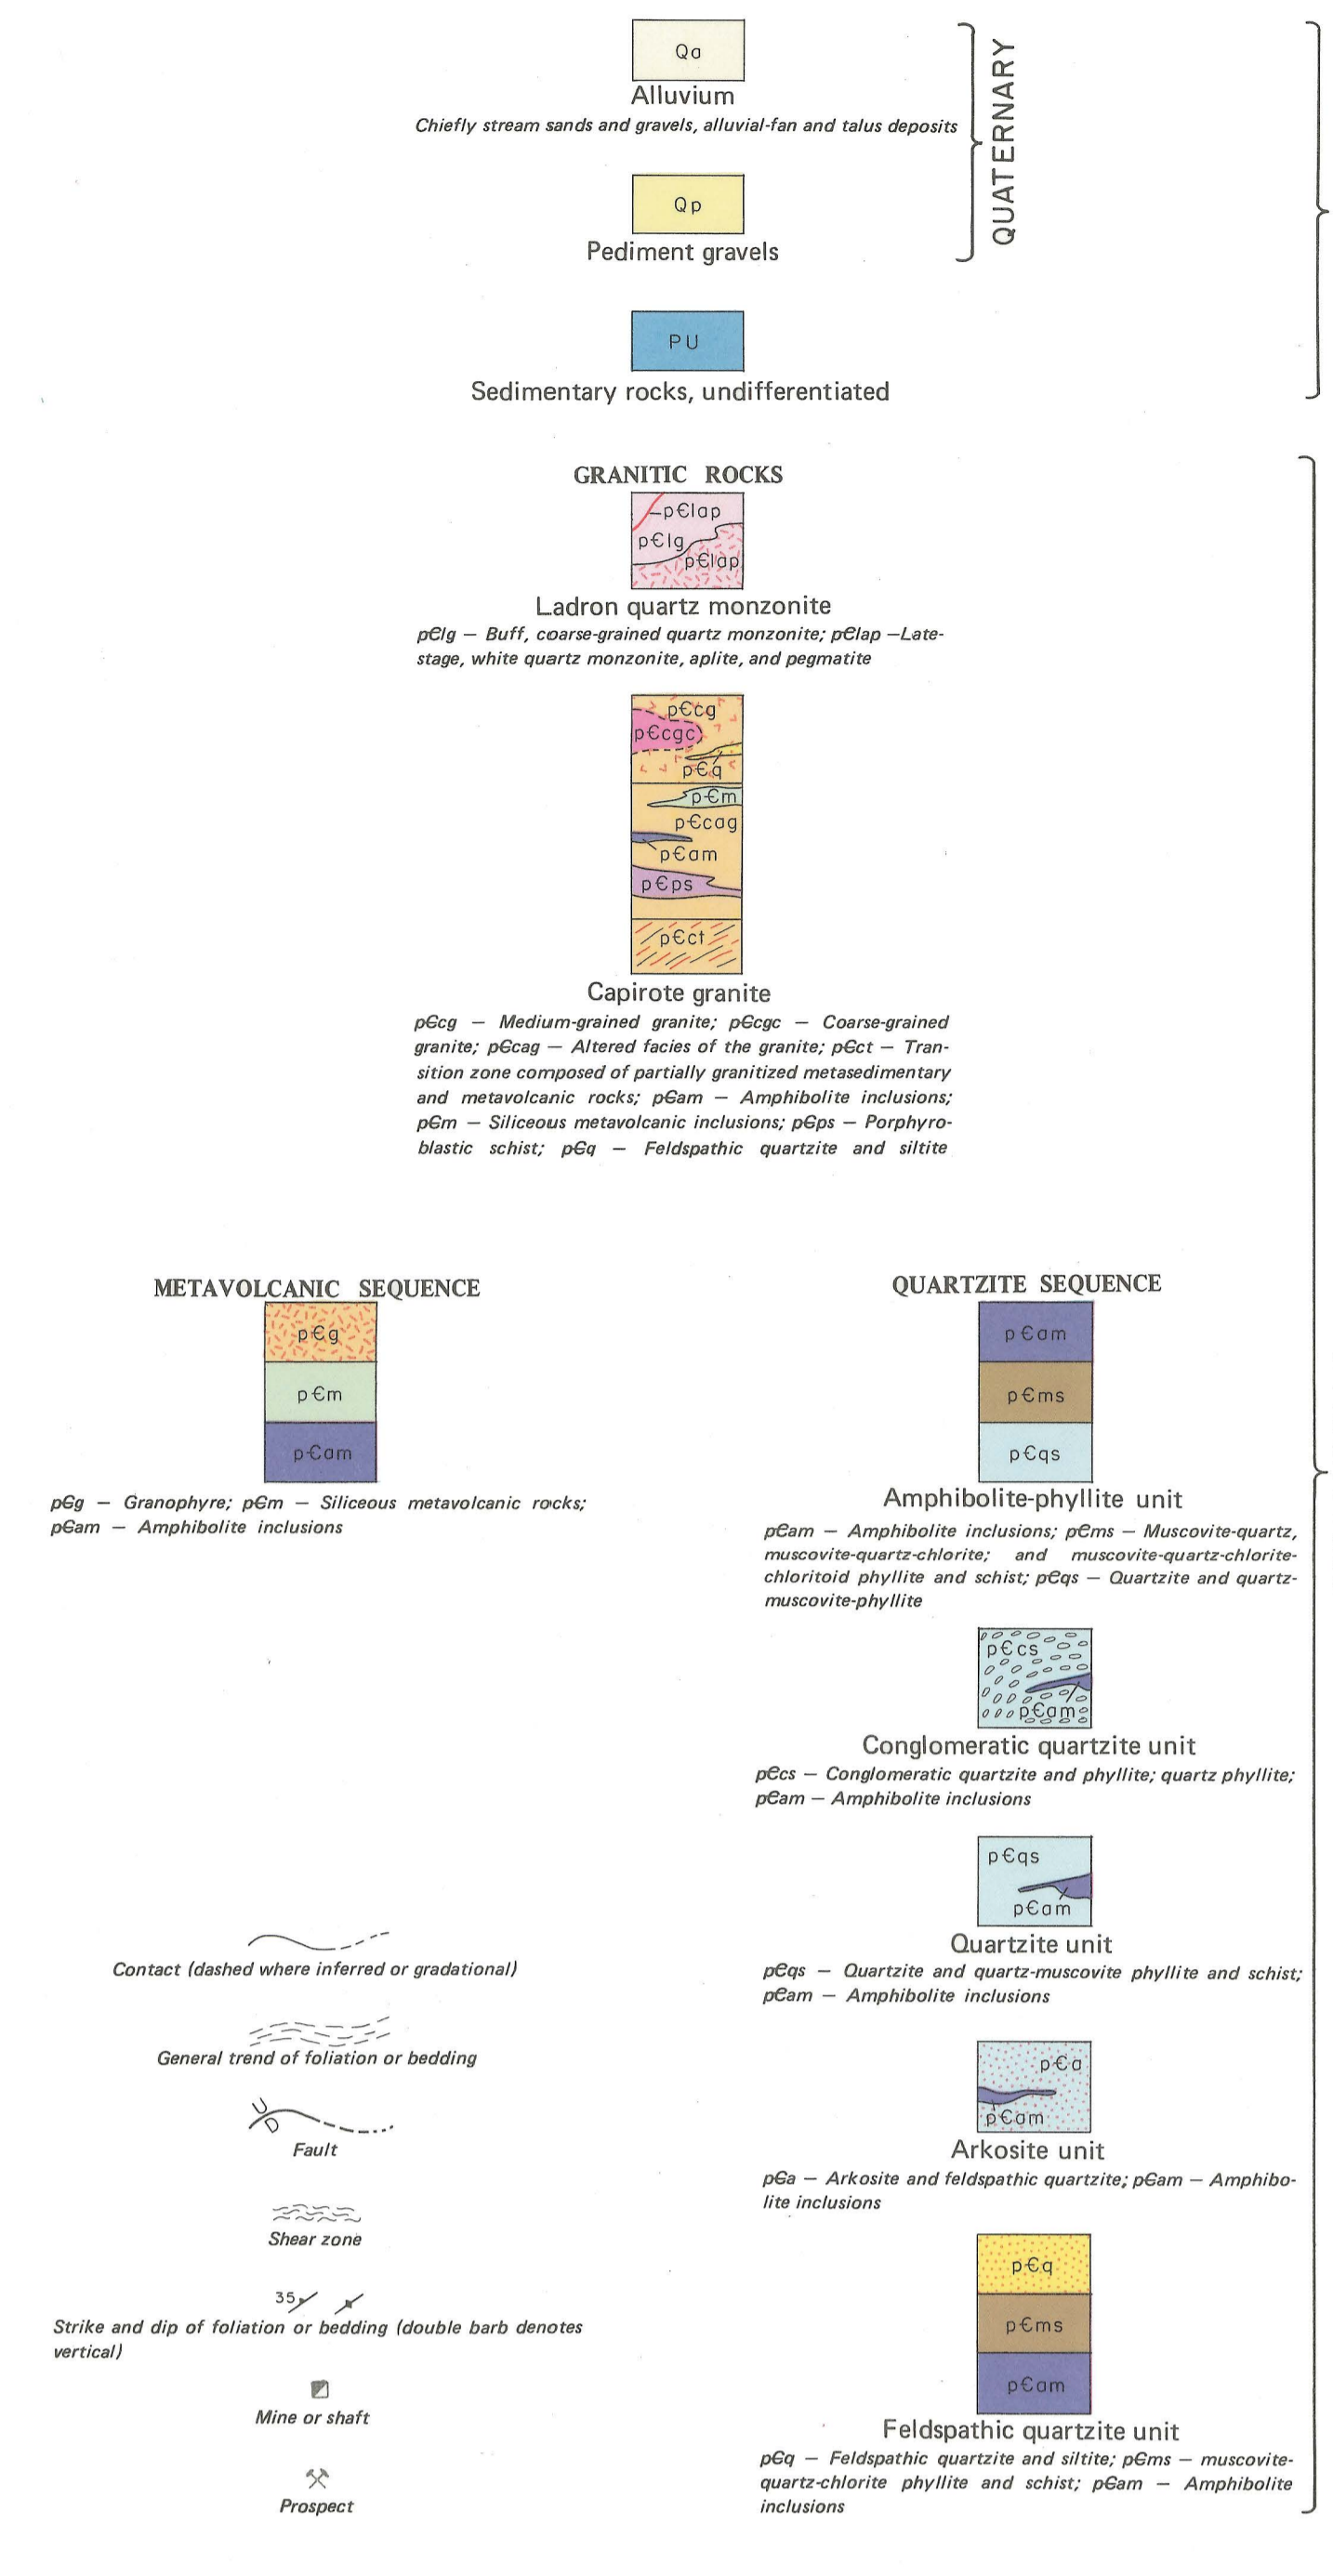 Qa
Alluvium
Chiefly stream sands and gravels, alluvial-fan and talus deposits
QUATERNARY
Qp
Pediment gravels
PU
Sedimentary rocks, undifferentiated
GRANITIC ROCKS
p€lap
p€lg
p€lap
Ladron quartz monzonite
p€lg — Buff, coarse-grained quartz monzonite; p€lap —Late-
stage, white quartz monzonite, aplite, and pegmatite
p€cg
p€cgc
p€q
p€m
p€cag
p€am
p€ps
p€ct
Capirote granite
p€cg — Medium-grained granite; p€cgc — Coarse-grained
granite; p€cag — Altered facies of the granite; p€ct — Tran-
sition zone composed of partially granitized metasedimentary
and metavolcanic rocks; p€am — Amphibolite inclusions;
p€m — Siliceous metavolcanic inclusions; p€ps — Porphyro-
blastic schist; p€q — Feldspathic quartzite and siltite
METAVOLCANIC SEQUENCE
p€g
p€m
p€am
p€g — Granophyre; p€m — Siliceous metavolcanic rocks;
p€am — Amphibolite inclusions
QUARTZITE SEQUENCE
p€am
p€ms
p€qs
Amphibolite-phyllite unit
p€am — Amphibolite inclusions; p€ms — Muscovite-quartz,
muscovite-quartz-chlorite; and muscovite-quartz-chlorite-
chloritoid phyllite and schist; p€qs — Quartzite and quartz-
muscovite-phyllite
p€cs
p€am
Conglomeratic quartzite unit
p€cs — Conglomeratic quartzite and phyllite; quartz phyllite;
p€am — Amphibolite inclusions
p€qs
p€am
Quartzite unit
p€qs — Quartzite and quartz-muscovite phyllite and schist;
p€am — Amphibolite inclusions
p€a
p€am
Arkosite unit
p€a — Arkosite and feldspathic quartzite; p€am — Amphibo-
lite inclusions
p€q
p€ms
p€am
Feldspathic quartzite unit
p€q — Feldspathic quartzite and siltite; p€ms — muscovite-
quartz-chlorite phyllite and schist; p€am — Amphibolite
inclusions
Contact (dashed where inferred or gradational)
General trend of foliation or bedding
U
D
Fault
Shear zone
35
Strike and dip of foliation or bedding (double barb denotes
vertical)
Mine or shaft
Prospect